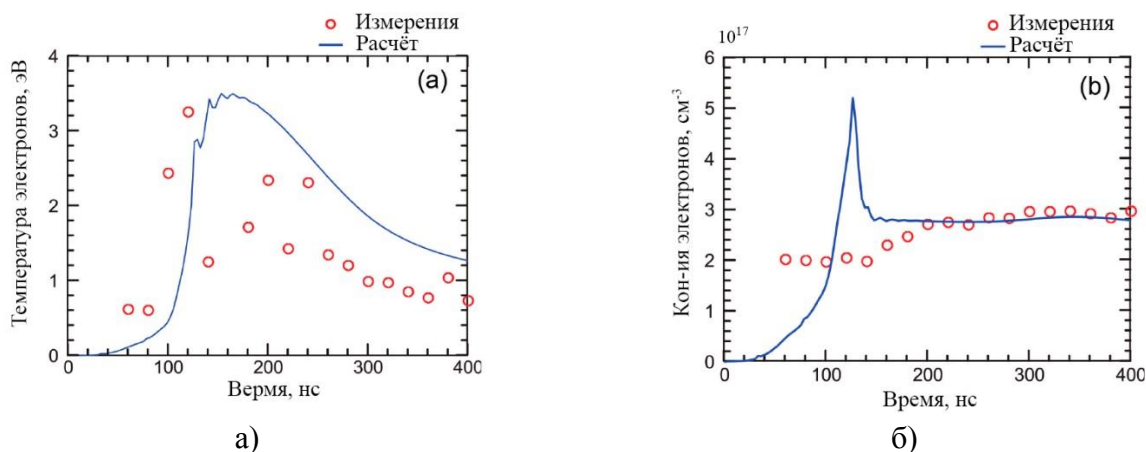 Измерения
Расчёт
(a)
Температура электронов, эВ
4
3
2
1
0
0 100 200 300 400
Вермя, нс
а)
Измерения
Расчёт
10¹⁷
(b)
Кон-ия электронов, см⁻³
6
5
4
3
2
1
0
0 100 200 300 400
Время, нс
б)